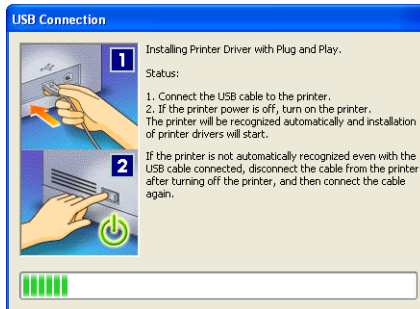 USB Connection
1
Installing Printer Driver with Plug and Play.
Status:
1. Connect the USB cable to the printer.
2. If the printer power is off, turn on the printer.
The printer will be recognized automatically and installation
of printer drivers will start.
2
If the printer is not automatically recognized even with the
USB cable connected, disconnect the cable from the printer
after turning off the printer, and then connect the cable
again.